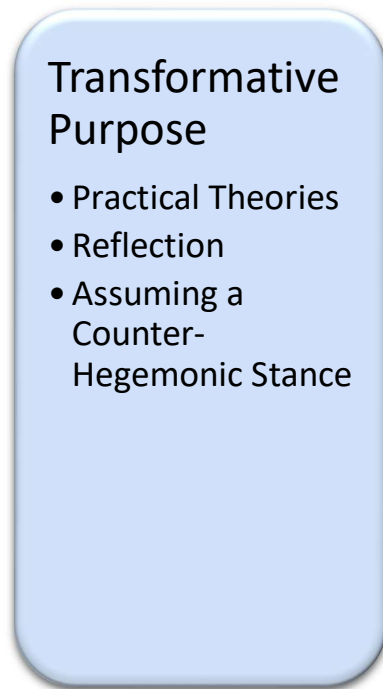 Transformative
Purpose
• Practical Theories
• Reflection
• Assuming a
Counter-
Hegemonic Stance